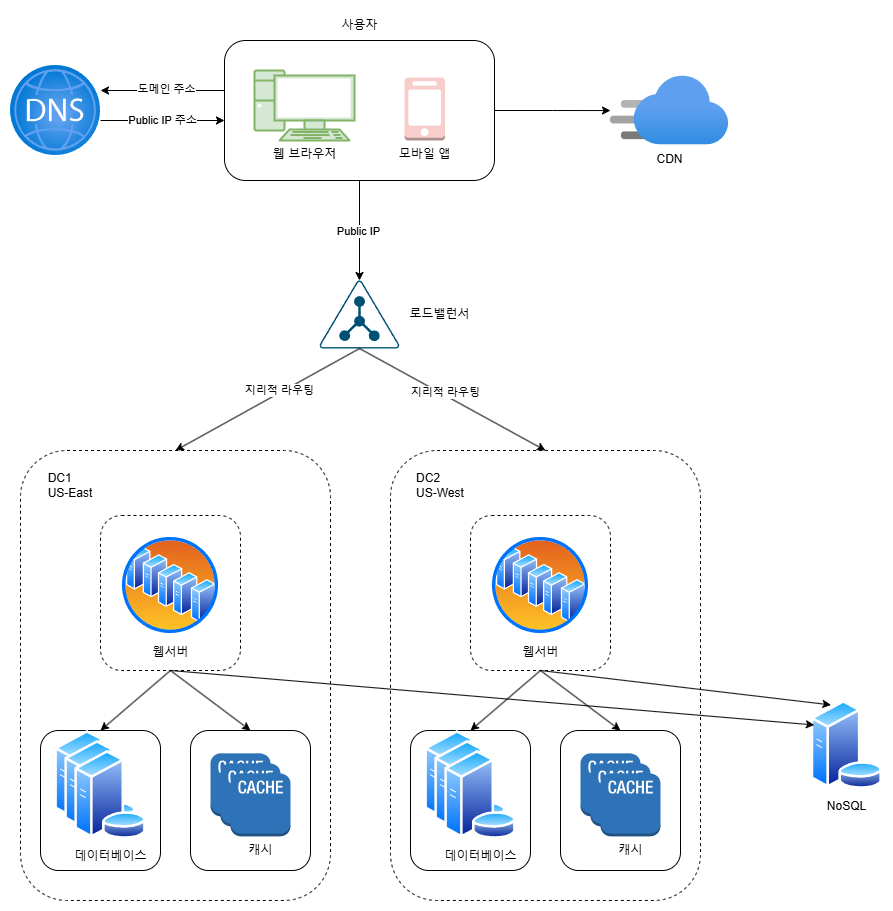 사용자
DNS
도메인 주소
Public IP 주소
웹 브라우저
모바일 앱
CDN
Public IP
로드밸런서
지리적 라우팅
지리적 라우팅
DC1
US-East
DC2
US-West
웹서버
웹서버
CACHE
CACHE
CACHE
CACHE
CACHE
CACHE
데이터베이스
캐시
데이터베이스
캐시
NoSQL